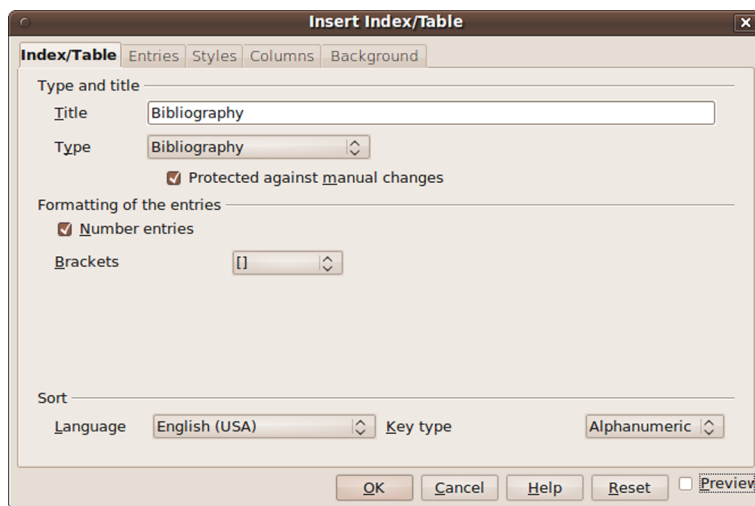 Insert Index/Table
Index/Table Entries Styles Columns Background
Type and title
Title Bibliography
Type Bibliography
Protected against manual changes
Formatting of the entries
Number entries
Brackets []
Sort
Language English (USA) Key type Alphanumeric
OK Cancel Help Reset Preview